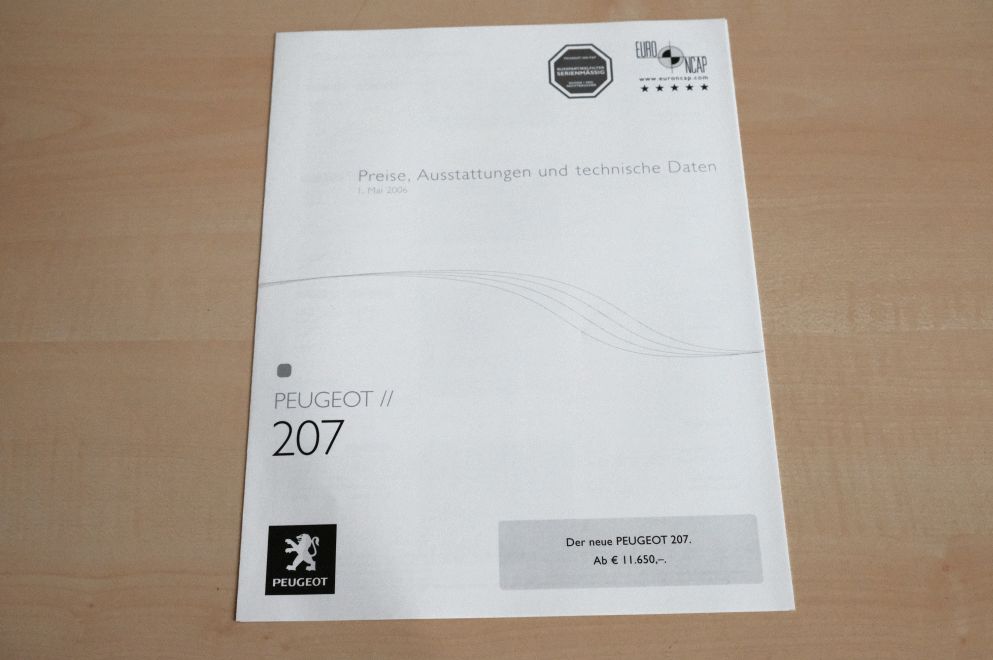 RUSSPARTIKELFILTER
SERIENMÄSSIG
EURO
NCAP
www.euroncap.com
Preise, Ausstattungen und technische Daten
1. Mai 2006
PEUGEOT //
207
PEUGEOT
Der neue PEUGEOT 207.
Ab € 11.650,–.